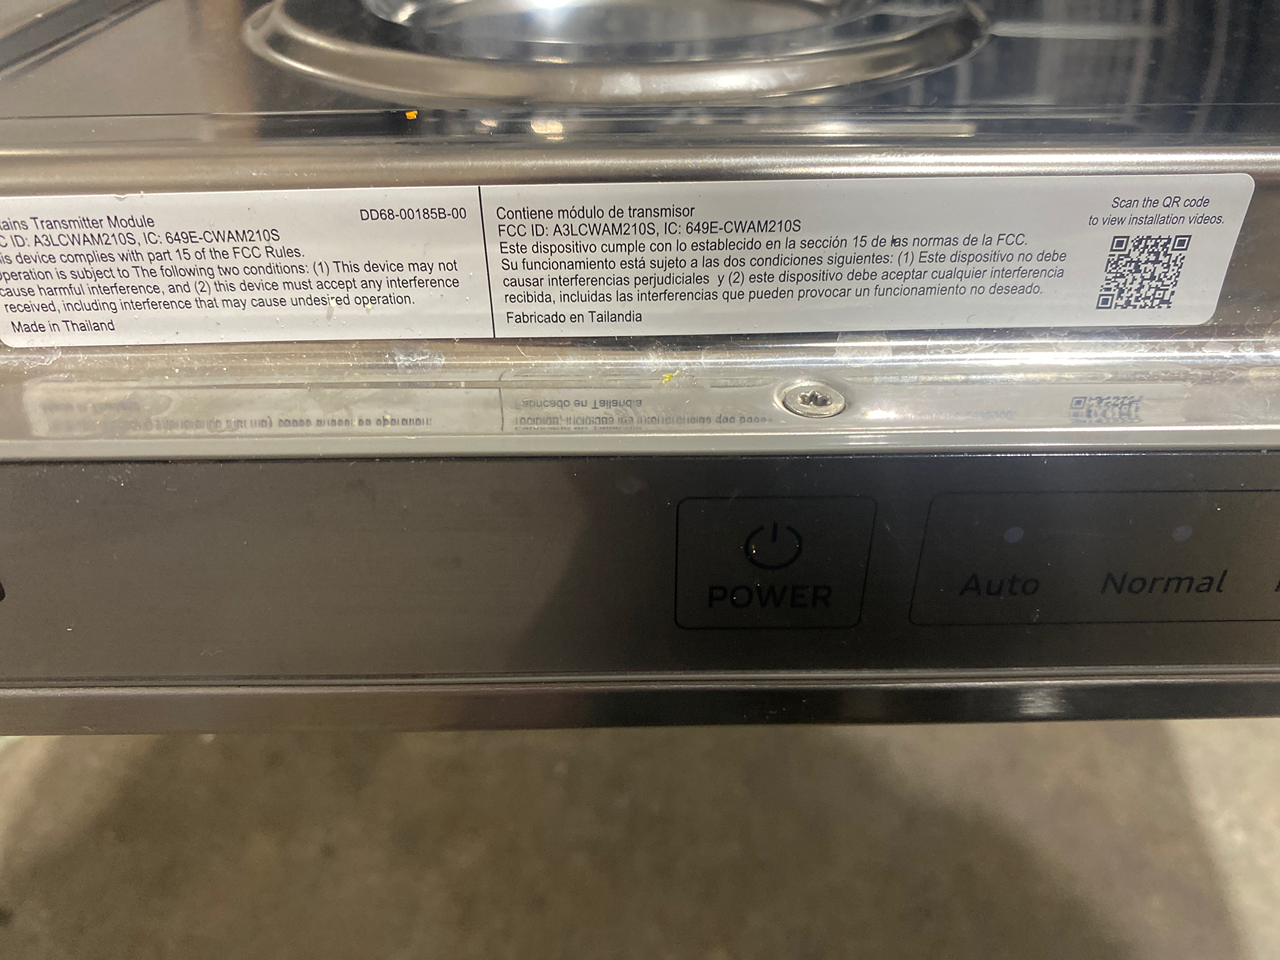 tains Transmitter Module
C ID: A3LCWAM210S, IC: 649E-CWAM210S
is device complies with part 15 of the FCC Rules.
peration is subject to The following two conditions: (1) This device may not
cause harmful interference, and (2) this device must accept any interference
received, including interference that may cause undesired operation.
Made in Thailand
DD68-00185B-00
Contiene módulo de transmisor
FCC ID: A3LCWAM210S, IC: 649E-CWAM210S
Este dispositivo cumple con lo establecido en la sección 15 de las normas de la FCC.
Su funcionamiento está sujeto a las dos condiciones siguientes: (1) Este dispositivo no debe
causar interferencias perjudiciales y (2) este dispositivo debe aceptar cualquier interferencia
recibida, incluidas las interferencias que pueden provocar un funcionamiento no deseado.
Fabricado en Tailandia
Scan the QR code
to view installation videos.
POWER
Auto
Normal